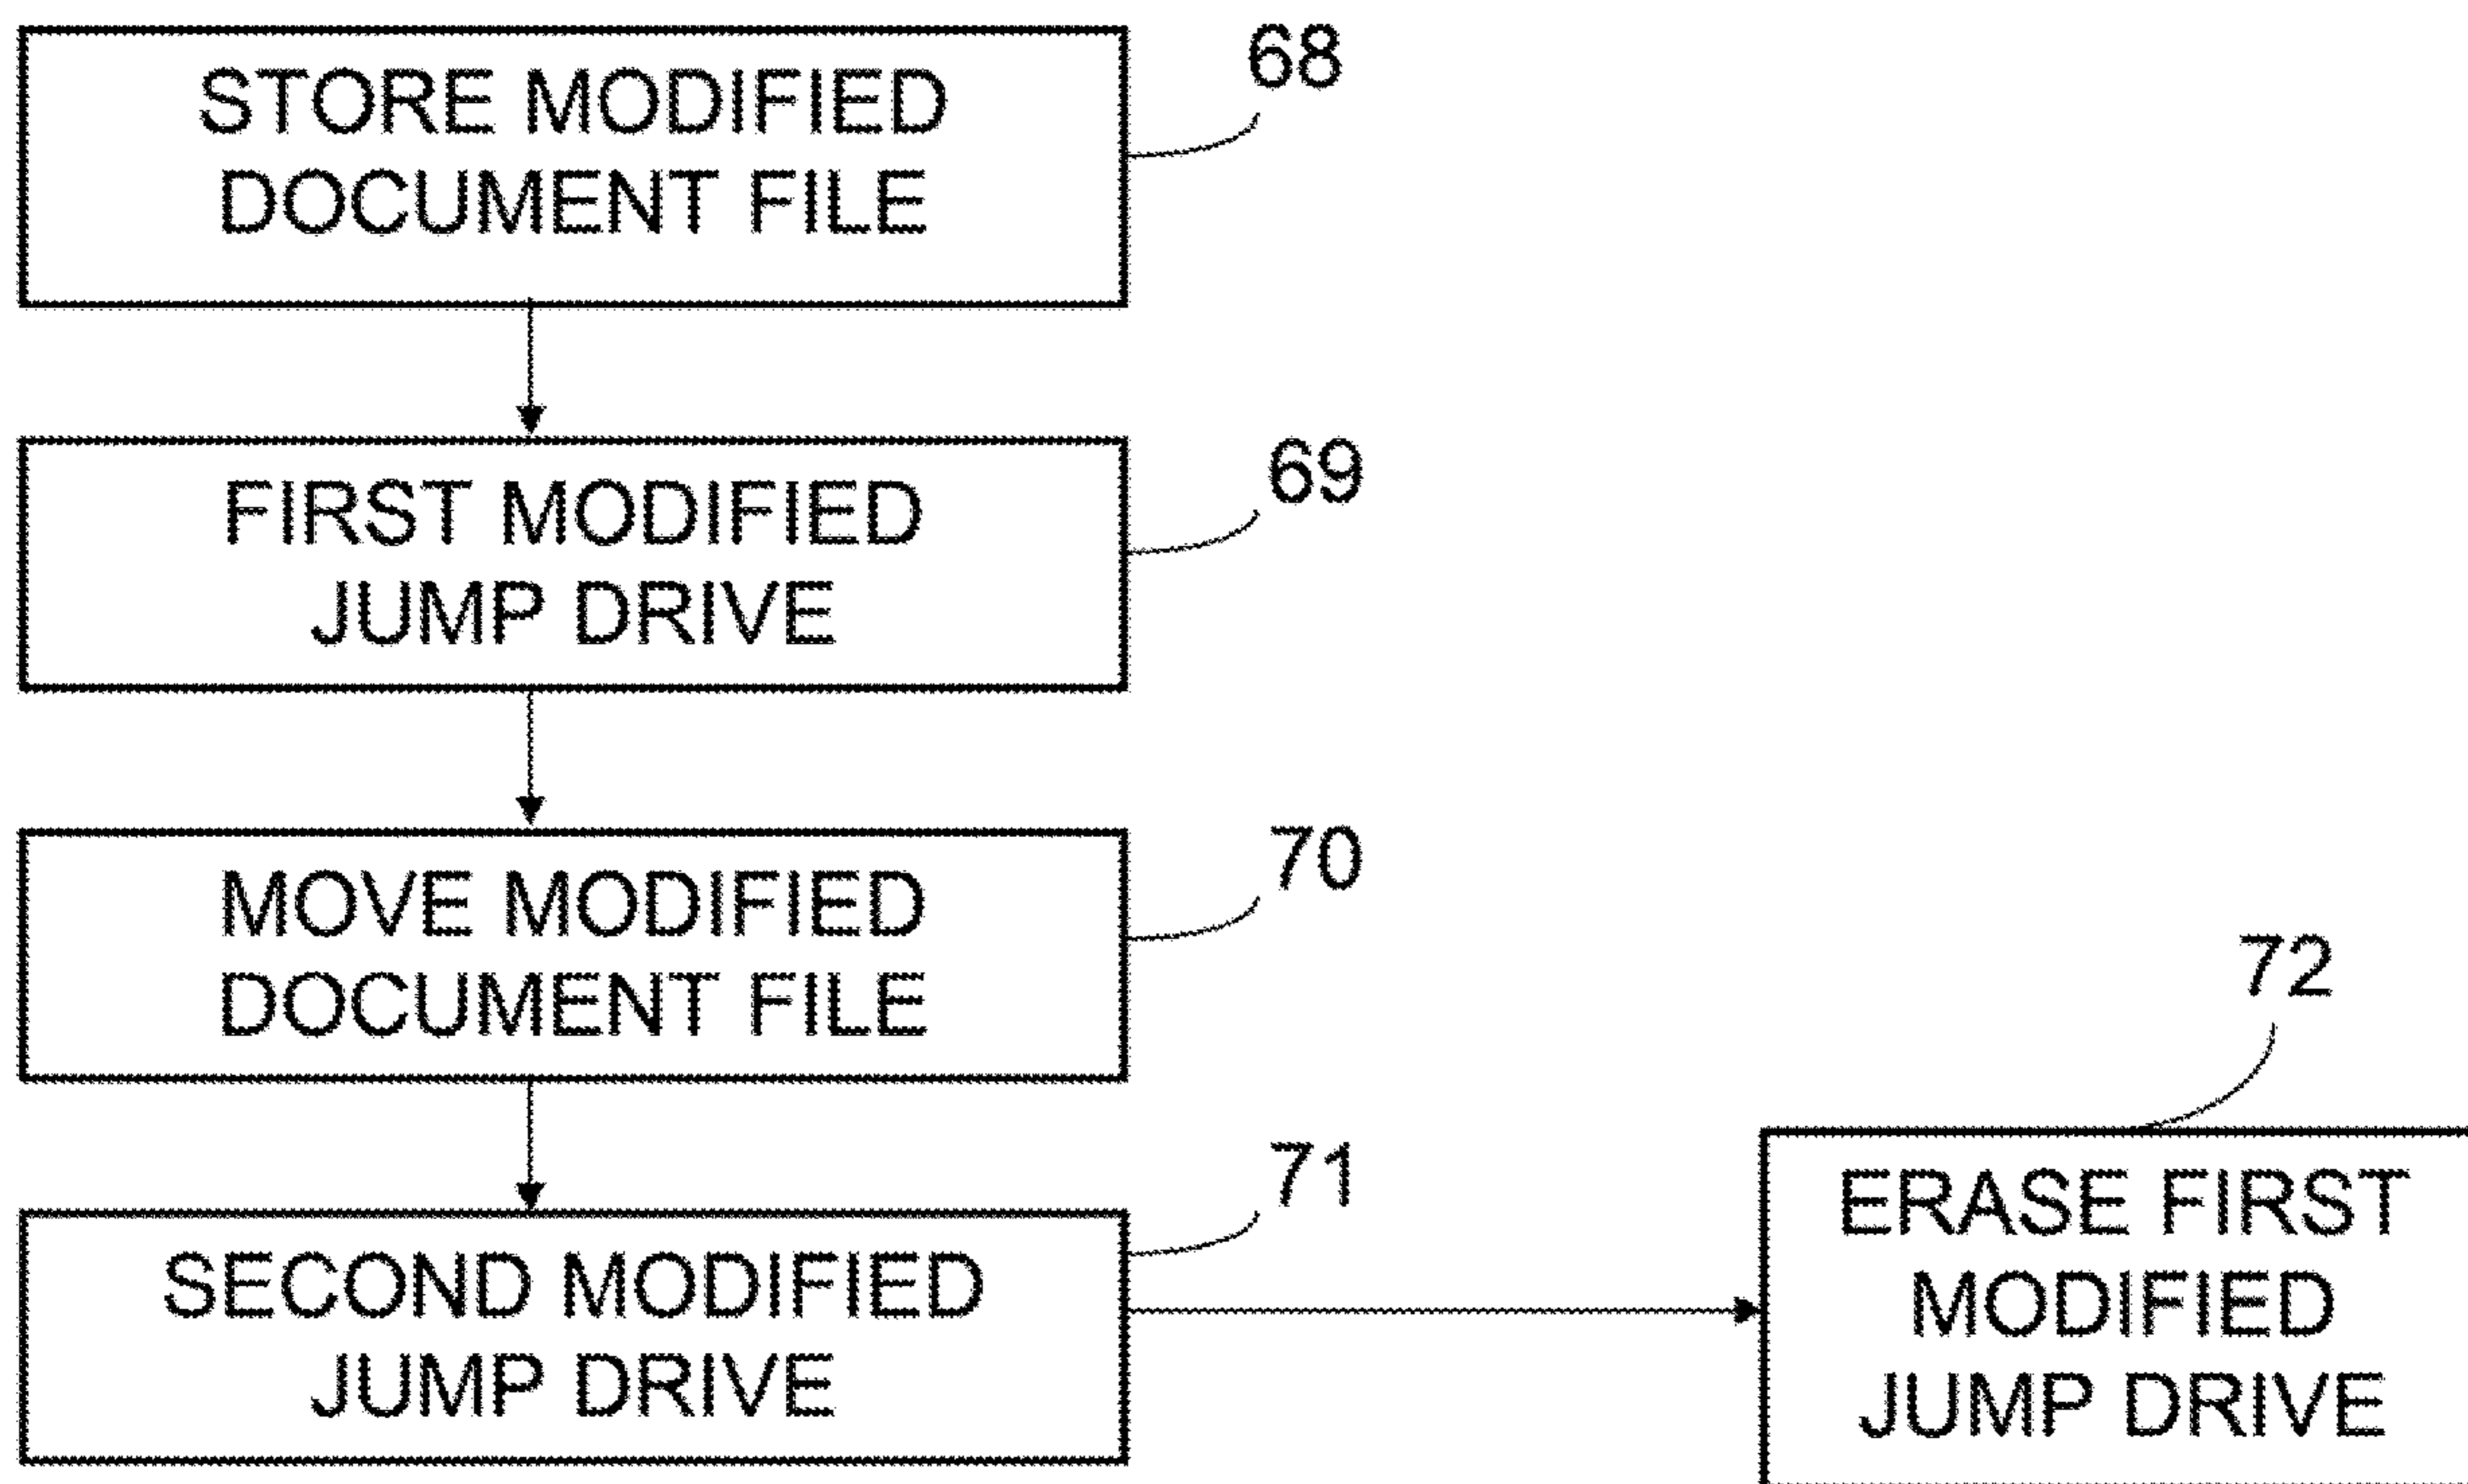 STORE MODIFIED
DOCUMENT FILE
68
FIRST MODIFIED
JUMP DRIVE
69
MOVE MODIFIED
DOCUMENT FILE
70
SECOND MODIFIED
JUMP DRIVE
71
72
ERASE FIRST
MODIFIED
JUMP DRIVE